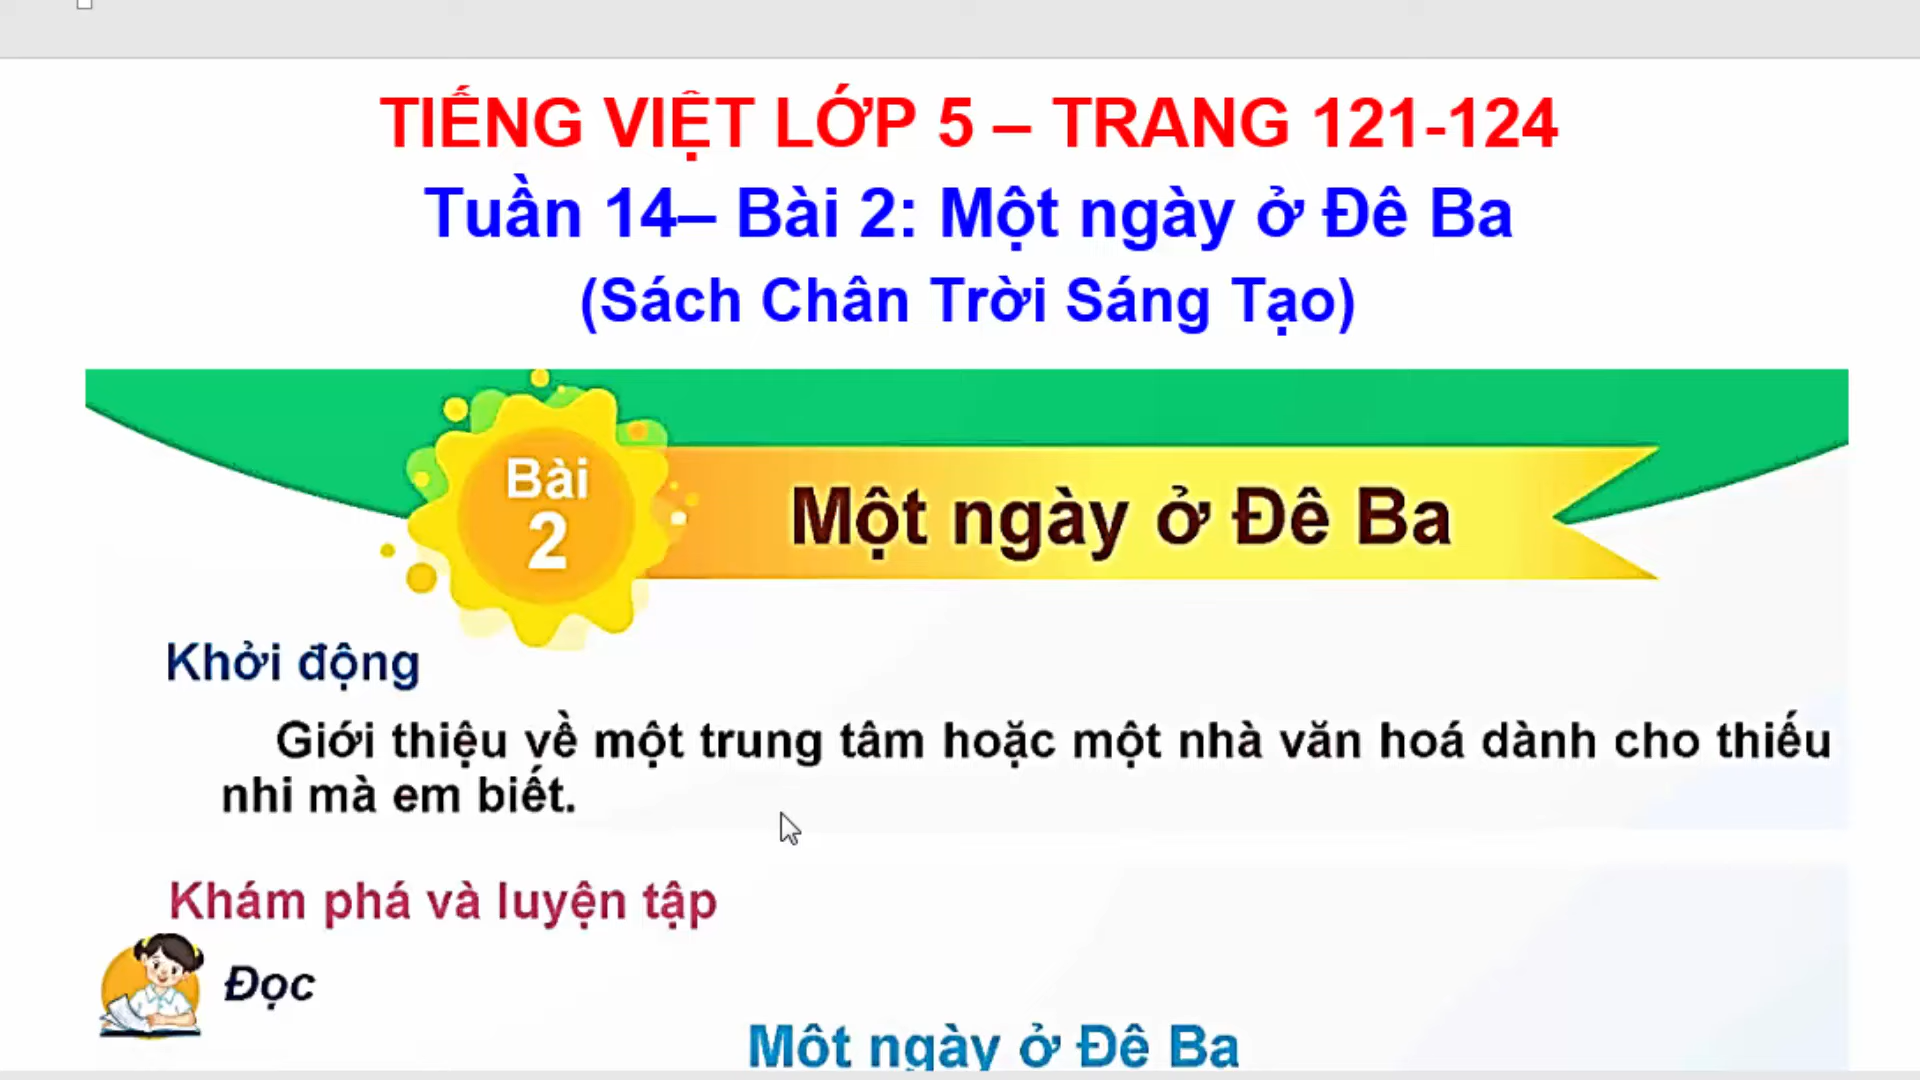 TIẾNG VIỆT LỚP 5 – TRANG 121-124
Tuần 14– Bài 2: Một ngày ở Đê Ba
(Sách Chân Trời Sáng Tạo)
Bài
2
Một ngày ở Đê Ba
Khởi động
Giới thiệu về một trung tâm hoặc một nhà văn hoá dành cho thiếu
nhi mà em biết.
Khám phá và luyện tập
Đọc
Một ngày ở Đê Ba